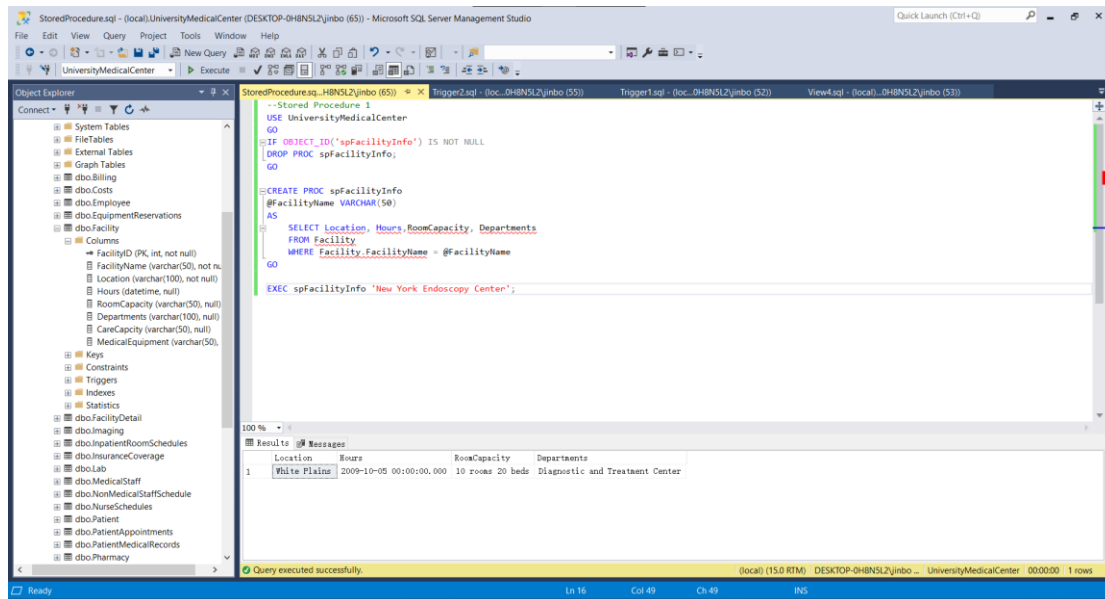 StoredProcedure.sql - (local).UniversityMedicalCenter (DESKTOP-0H8N5L2\jinbo (65)) - Microsoft SQL Server Management Studio
Quick Launch (Ctrl+Q)
File Edit View Query Project Tools Window Help
New Query
UniversityMedicalCenter Execute
Object Explorer
StoredProcedure.sq...H8N5L2\jinbo (65)) Trigger2.sql - (loc...0H8N5L2\jinbo (55)) Trigger1.sql - (loc...0H8N5L2\jinbo (52)) View4.sql - (local)...0H8N5L2\jinbo (53))
Connect
System Tables
FileTables
External Tables
Graph Tables
dbo.Billing
dbo.Costs
dbo.Employee
dbo.EquipmentReservations
dbo.Facility
Columns
FacilityID (PK, int, not null)
FacilityName (varchar(50), not nu
Location (varchar(100), not null)
Hours (datetime, null)
RoomCapacity (varchar(50), null)
Departments (varchar(100), null)
CareCapcity (varchar(50), null)
MedicalEquipment (varchar(50),
Keys
Constraints
Triggers
Indexes
Statistics
dbo.FacilityDetail
dbo.Imaging
dbo.InpatientRoomSchedules
dbo.InsuranceCoverage
dbo.Lab
dbo.MedicalStaff
dbo.NonMedicalStaffSchedule
dbo.NurseSchedules
dbo.Patient
dbo.PatientAppointments
dbo.PatientMedicalRecords
dbo.Pharmacy
--Stored Procedure 1
USE UniversityMedicalCenter
GO
IF OBJECT_ID('spFacilityInfo') IS NOT NULL
DROP PROC spFacilityInfo;
GO
CREATE PROC spFacilityInfo
@FacilityName VARCHAR(50)
AS
SELECT Location, Hours,RoomCapacity, Departments
FROM Facility
WHERE Facility.FacilityName = @FacilityName
GO
EXEC spFacilityInfo 'New York Endoscopy Center';
100 %
Results Messages
Location Hours RoomCapacity Departments
1 White Plains 2009-10-05 00:00:00.000 10 rooms 20 beds Diagnostic and Treatment Center
Query executed successfully. (local) (15.0 RTM) DESKTOP-0H8N5L2\jinbo ... UniversityMedicalCenter 00:00:00 1 rows
Ready Ln 16 Col 49 Ch 49 INS